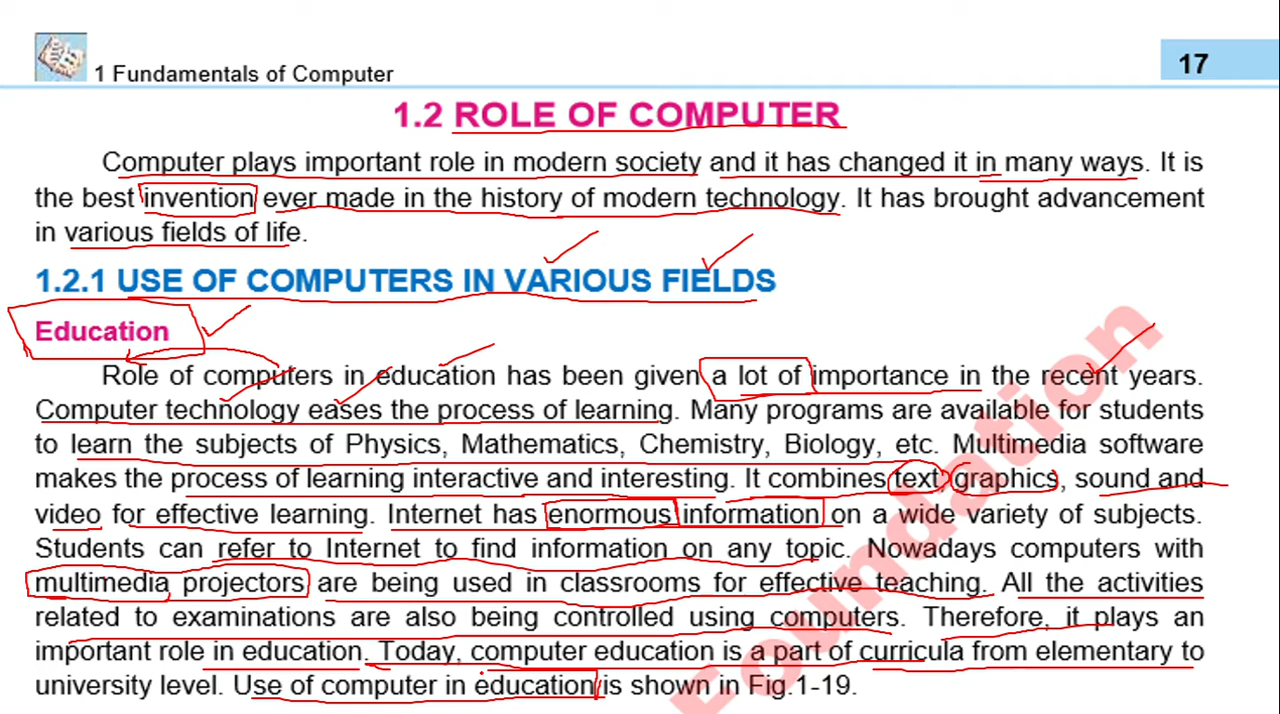 1 Fundamentals of Computer
17
1.2 ROLE OF COMPUTER
Computer plays important role in modern society and it has changed it in many ways. It is
the best invention ever made in the history of modern technology. It has brought advancement
in various fields of life.
1.2.1 USE OF COMPUTERS IN VARIOUS FIELDS
Education
Role of computers in education has been given a lot of importance in the recent years.
Computer technology eases the process of learning. Many programs are available for students
to learn the subjects of Physics, Mathematics, Chemistry, Biology, etc. Multimedia software
makes the process of learning interactive and interesting. It combines text, graphics, sound and
video for effective learning. Internet has enormous information on a wide variety of subjects.
Students can refer to Internet to find information on any topic. Nowadays computers with
multimedia projectors are being used in classrooms for effective teaching. All the activities
related to examinations are also being controlled using computers. Therefore, it plays an
important role in education. Today, computer education is a part of curricula from elementary to
university level. Use of computer in education is shown in Fig.1-19.
Foundation